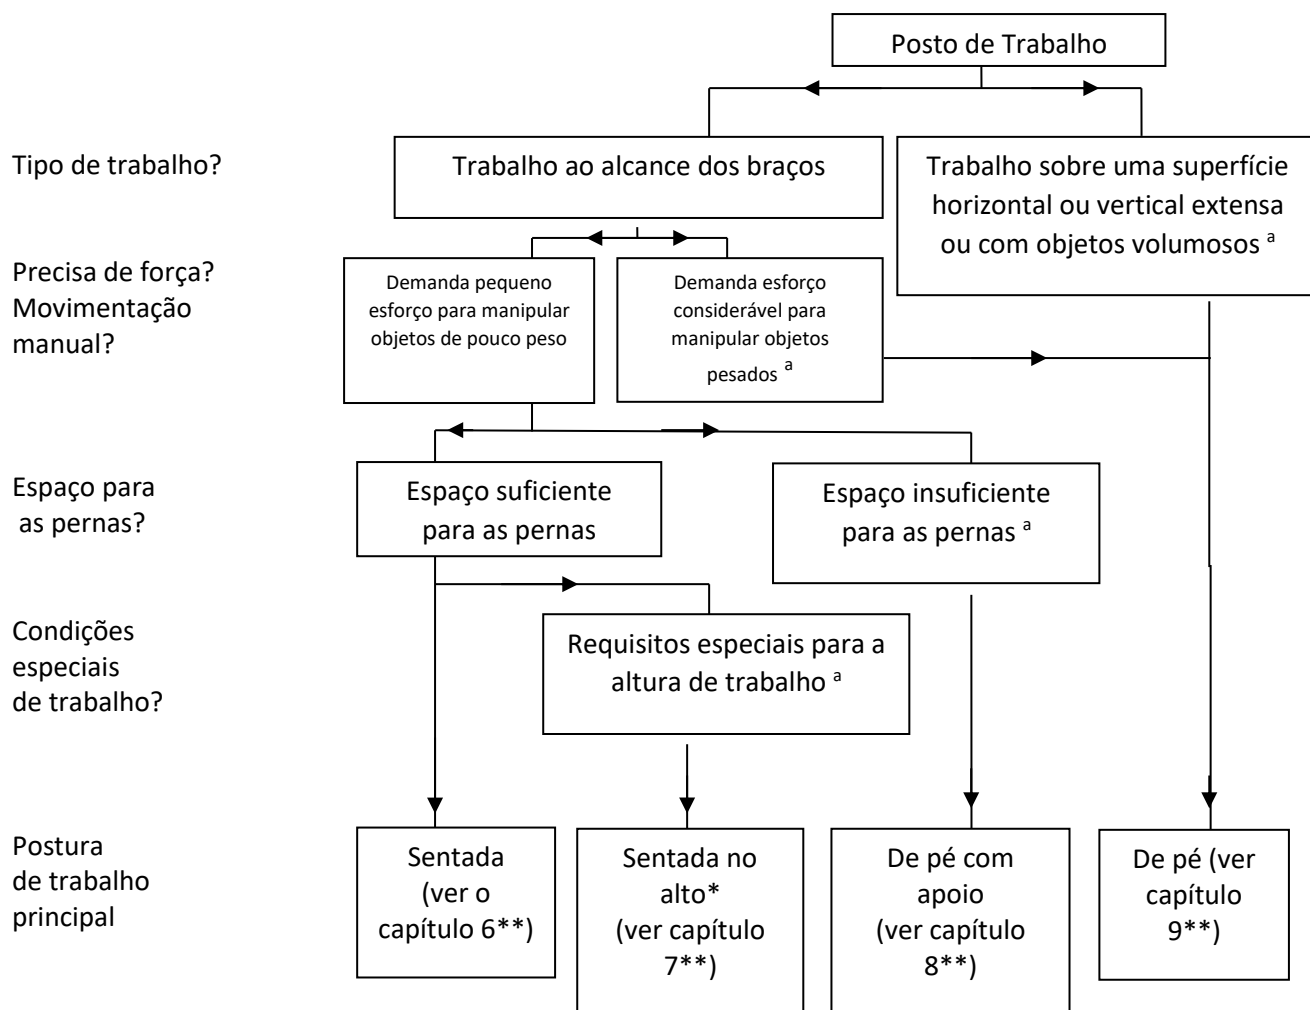 Posto de Trabalho
Tipo de trabalho?
Trabalho ao alcance dos braços
Trabalho sobre uma superfície
horizontal ou vertical extensa
ou com objetos volumosos ᵃ
Precisa de força?
Movimentação
manual?
Demanda pequeno
esforço para manipular
objetos de pouco peso
Demanda esforço
considerável para
manipular objetos
pesados ᵃ
Espaço para
as pernas?
Espaço suficiente
para as pernas
Espaço insuficiente
para as pernas ᵃ
Condições
especiais
de trabalho?
Requisitos especiais para a
altura de trabalho ᵃ
Postura
de trabalho
principal
Sentada
(ver o
capítulo 6**)
Sentada no
alto*
(ver capítulo
7**)
De pé com
apoio
(ver capítulo
8**)
De pé (ver
capítulo
9**)